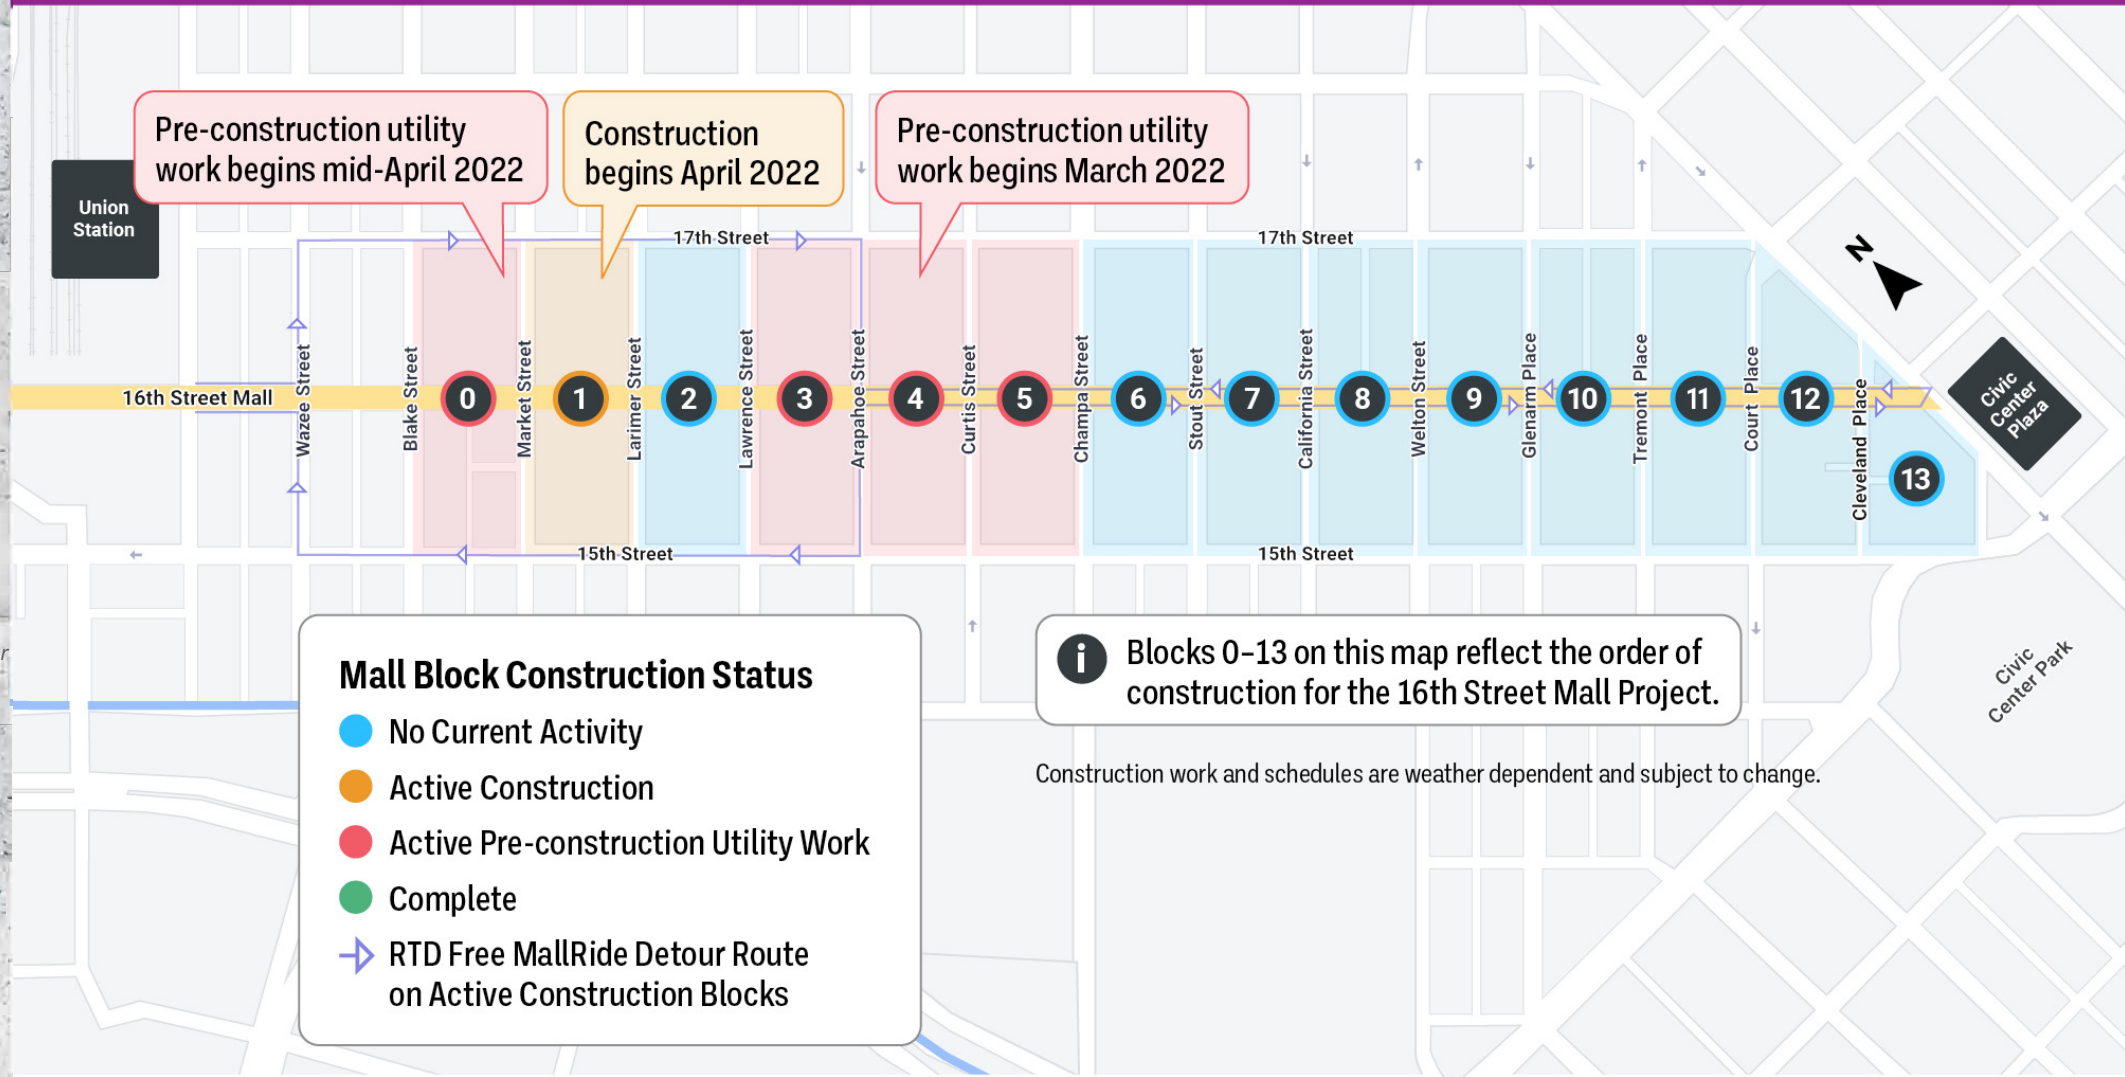 Pre-construction utility
work begins mid-April 2022
Construction
begins April 2022
Pre-construction utility
work begins March 2022
Union
Station
17th Street
17th Street
N
16th Street Mall
Wazee Street
Blake Street
0
Market Street
1
Larimer Street
2
Lawrence Street
3
Arapahoe Street
4
Curtis Street
5
Champa Street
6
Stout Street
7
California Street
8
Welton Street
9
Glenarm Place
10
Tremont Place
11
Court Place
12
Cleveland Place
13
Civic
Center
Plaza
15th Street
15th Street
Mall Block Construction Status
No Current Activity
Active Construction
Active Pre-construction Utility Work
Complete
RTD Free MallRide Detour Route
on Active Construction Blocks
i
Blocks 0–13 on this map reflect the order of
construction for the 16th Street Mall Project.
Construction work and schedules are weather dependent and subject to change.
Civic
Center Park
r